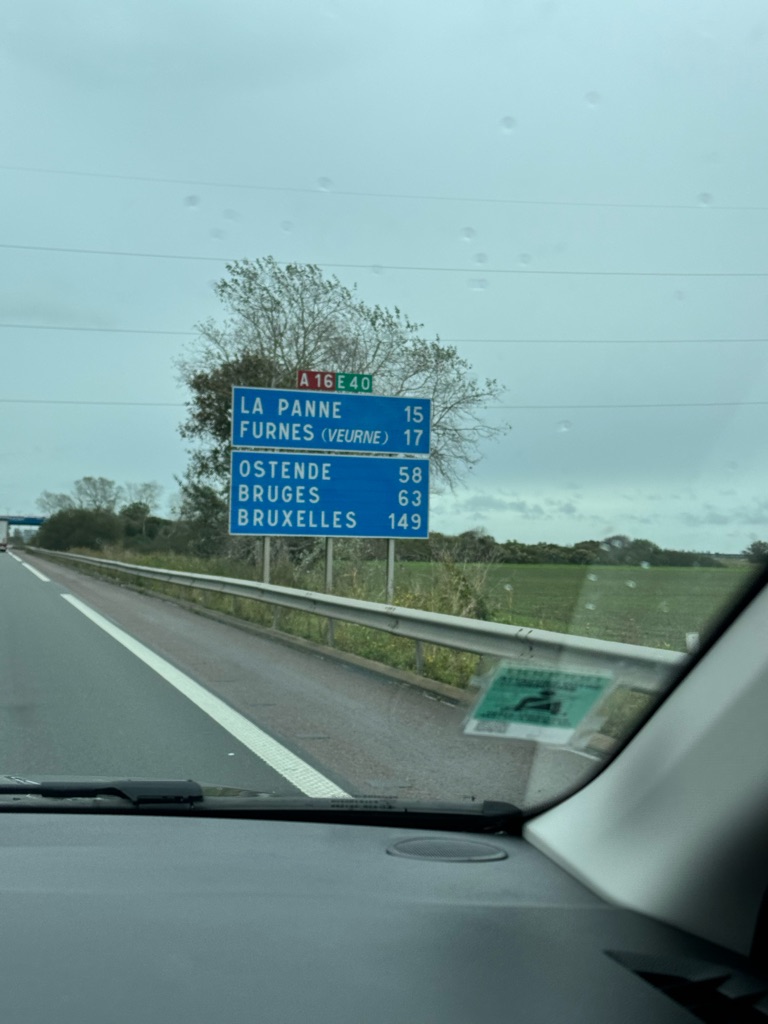 A 16 E 40
LA PANNE 15
FURNES (VEURNE) 17
OSTENDE 58
BRUGES 63
BRUXELLES 149